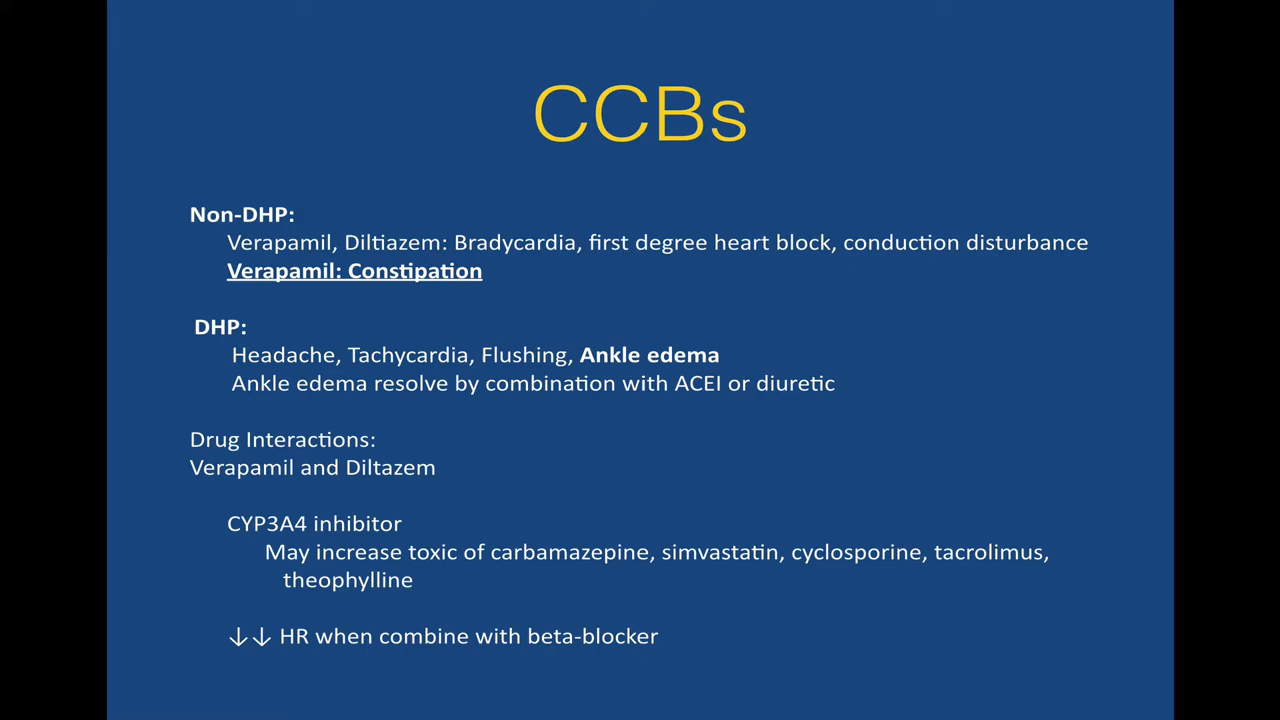 CCBs
Non-DHP:
Verapamil, Diltiazem: Bradycardia, first degree heart block, conduction disturbance
Verapamil: Constipation
DHP:
Headache, Tachycardia, Flushing, Ankle edema
Ankle edema resolve by combination with ACEI or diuretic
Drug Interactions:
Verapamil and Diltazem
CYP3A4 inhibitor
May increase toxic of carbamazepine, simvastatin, cyclosporine, tacrolimus,
theophylline
↓↓ HR when combine with beta-blocker